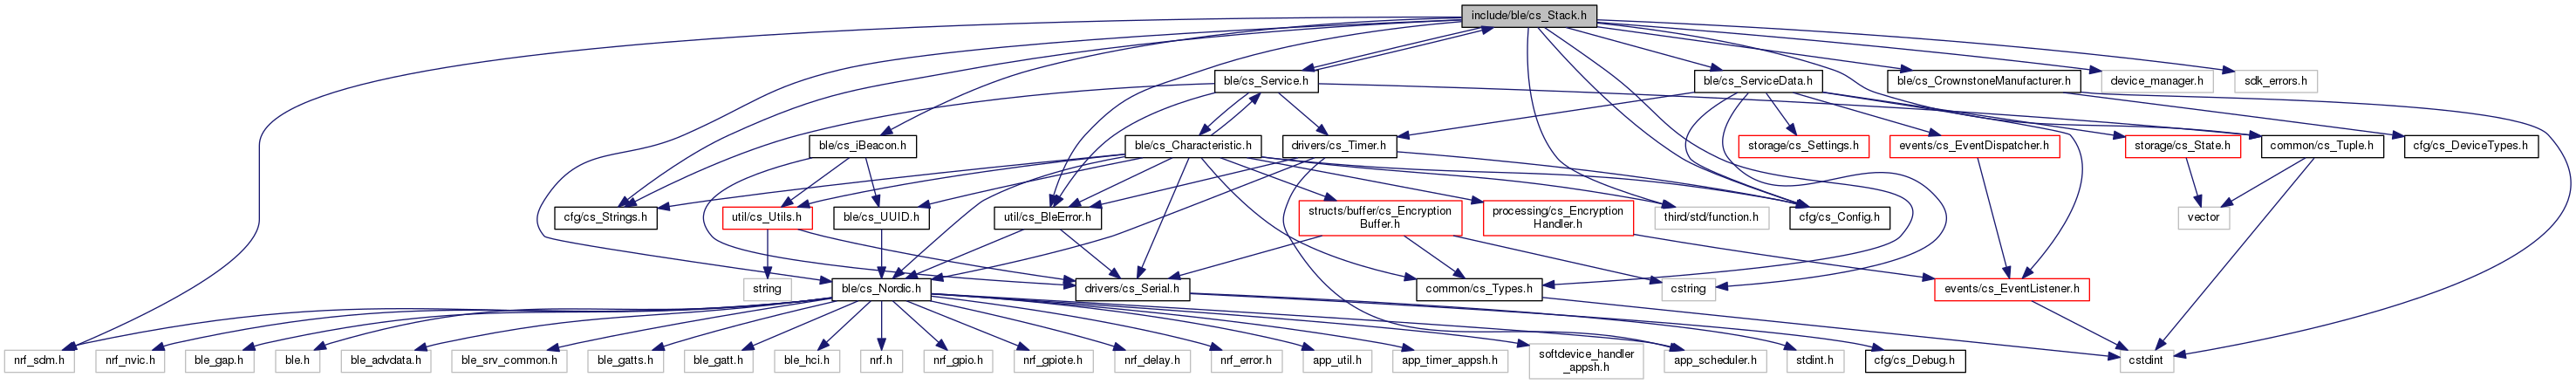 include/ble/cs_Stack.h
ble/cs_Service.h
ble/cs_ServiceData.h
ble/cs_CrownstoneManufacturer.h
device_manager.h
sdk_errors.h
ble/cs_iBeacon.h
ble/cs_Characteristic.h
drivers/cs_Timer.h
storage/cs_Settings.h
events/cs_EventDispatcher.h
storage/cs_State.h
common/cs_Tuple.h
cfg/cs_DeviceTypes.h
cfg/cs_Strings.h
util/cs_Utils.h
ble/cs_UUID.h
util/cs_BleError.h
structs/buffer/cs_Encryption
Buffer.h
processing/cs_Encryption
Handler.h
third/std/function.h
cfg/cs_Config.h
vector
string
ble/cs_Nordic.h
drivers/cs_Serial.h
common/cs_Types.h
cstring
events/cs_EventListener.h
nrf_sdm.h
nrf_nvic.h
ble_gap.h
ble.h
ble_advdata.h
ble_srv_common.h
ble_gatts.h
ble_gatt.h
ble_hci.h
nrf.h
nrf_gpio.h
nrf_gpiote.h
nrf_delay.h
nrf_error.h
app_util.h
app_timer_appsh.h
softdevice_handler
_appsh.h
app_scheduler.h
stdint.h
cfg/cs_Debug.h
cstdint